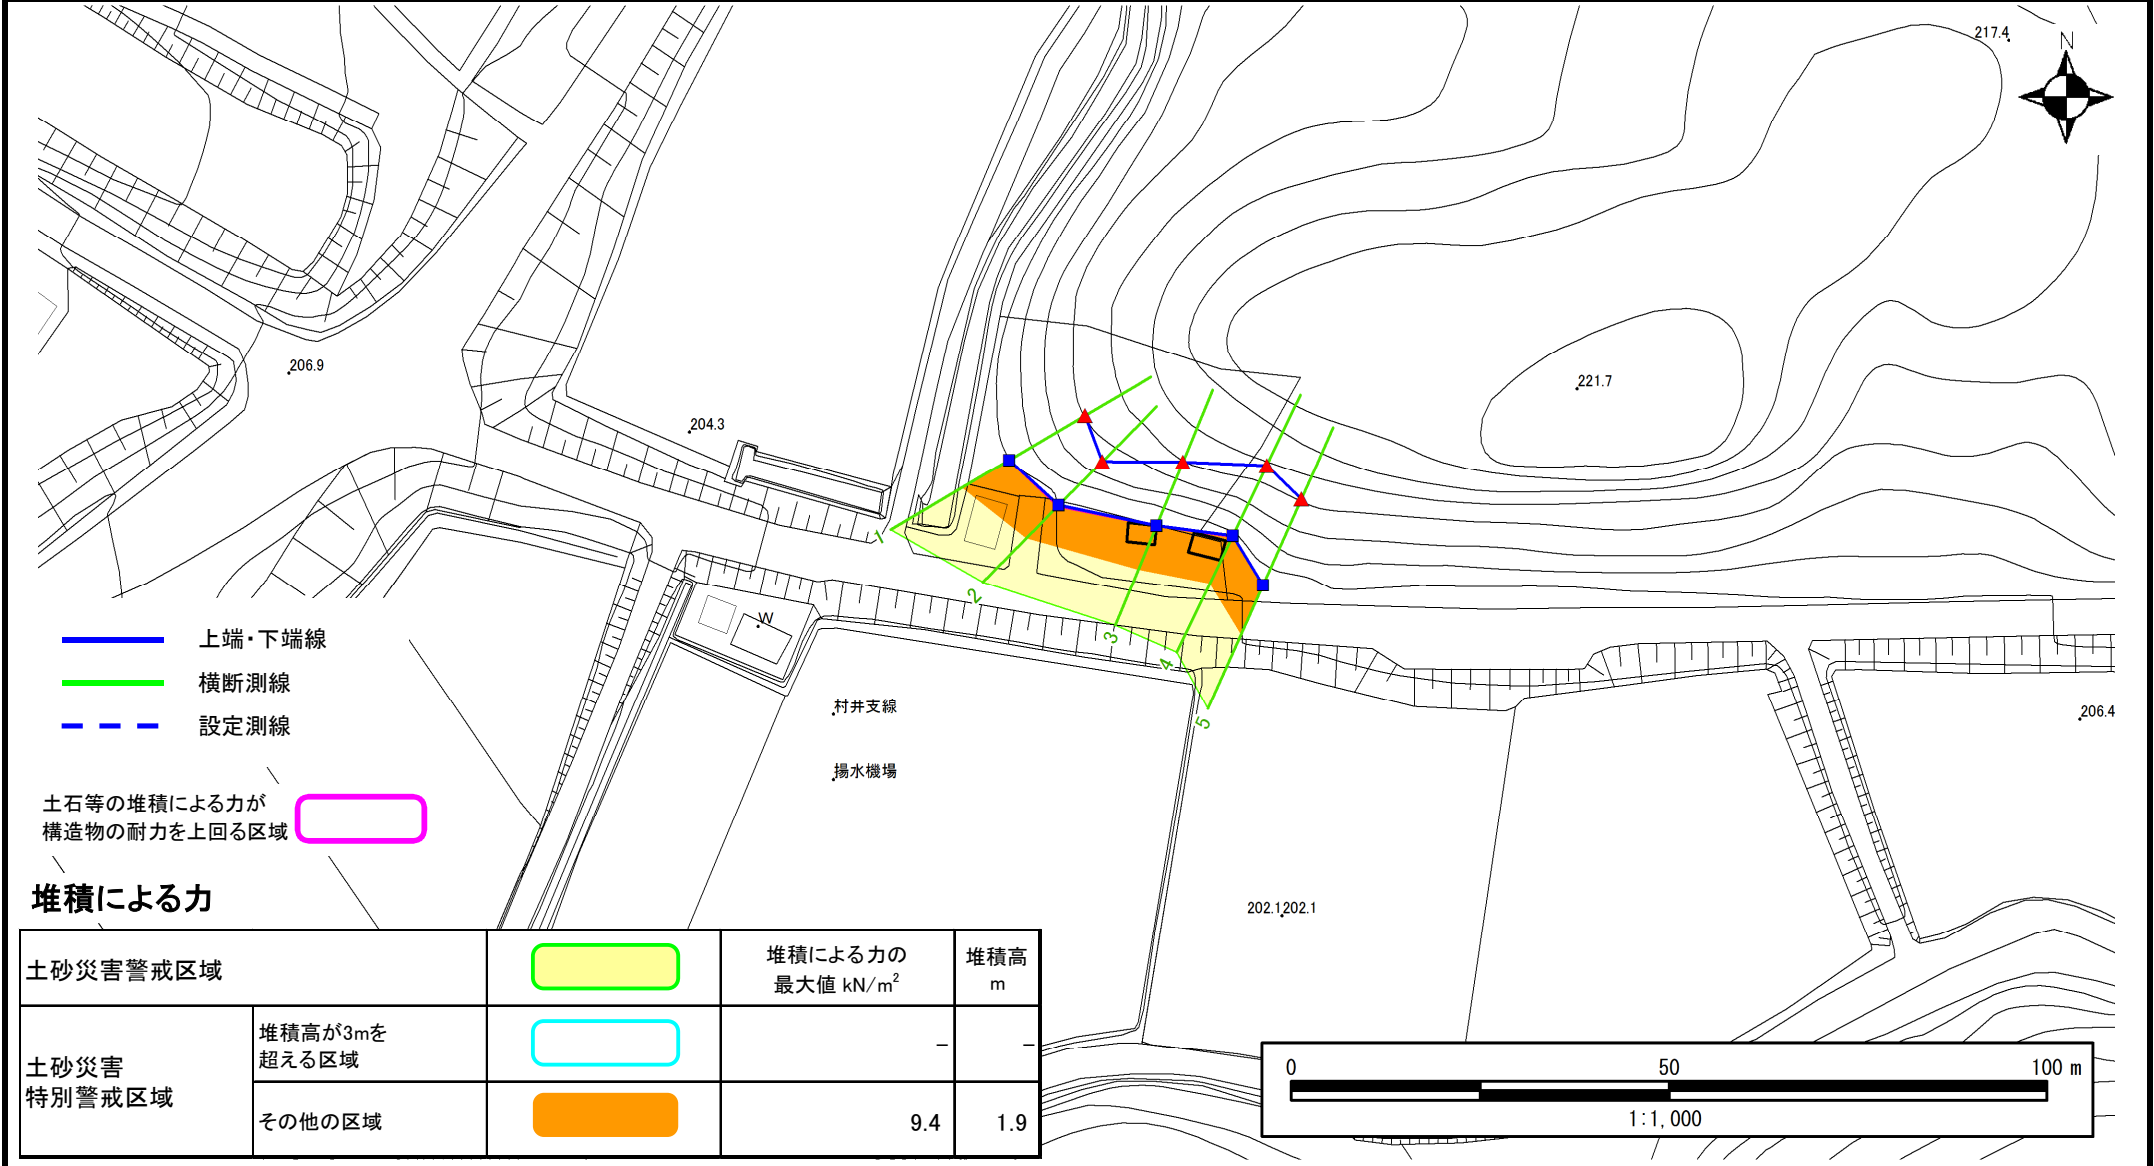 217.4
N
206.9
204.3
221.7
1
2
3
4
5
W
上端・下端線
横断測線
設定測線
村井支線
揚水機場
206.4
土石等の堆積による力が
構造物の耐力を上回る区域
堆積による力
202.1 202.1
土砂災害警戒区域
堆積による力の
最大値 kN/m²
堆積高
m
土砂災害
特別警戒区域
堆積高が3mを
超える区域
−
−
その他の区域
9.4
1.9
0 50 100 m
1:1,000